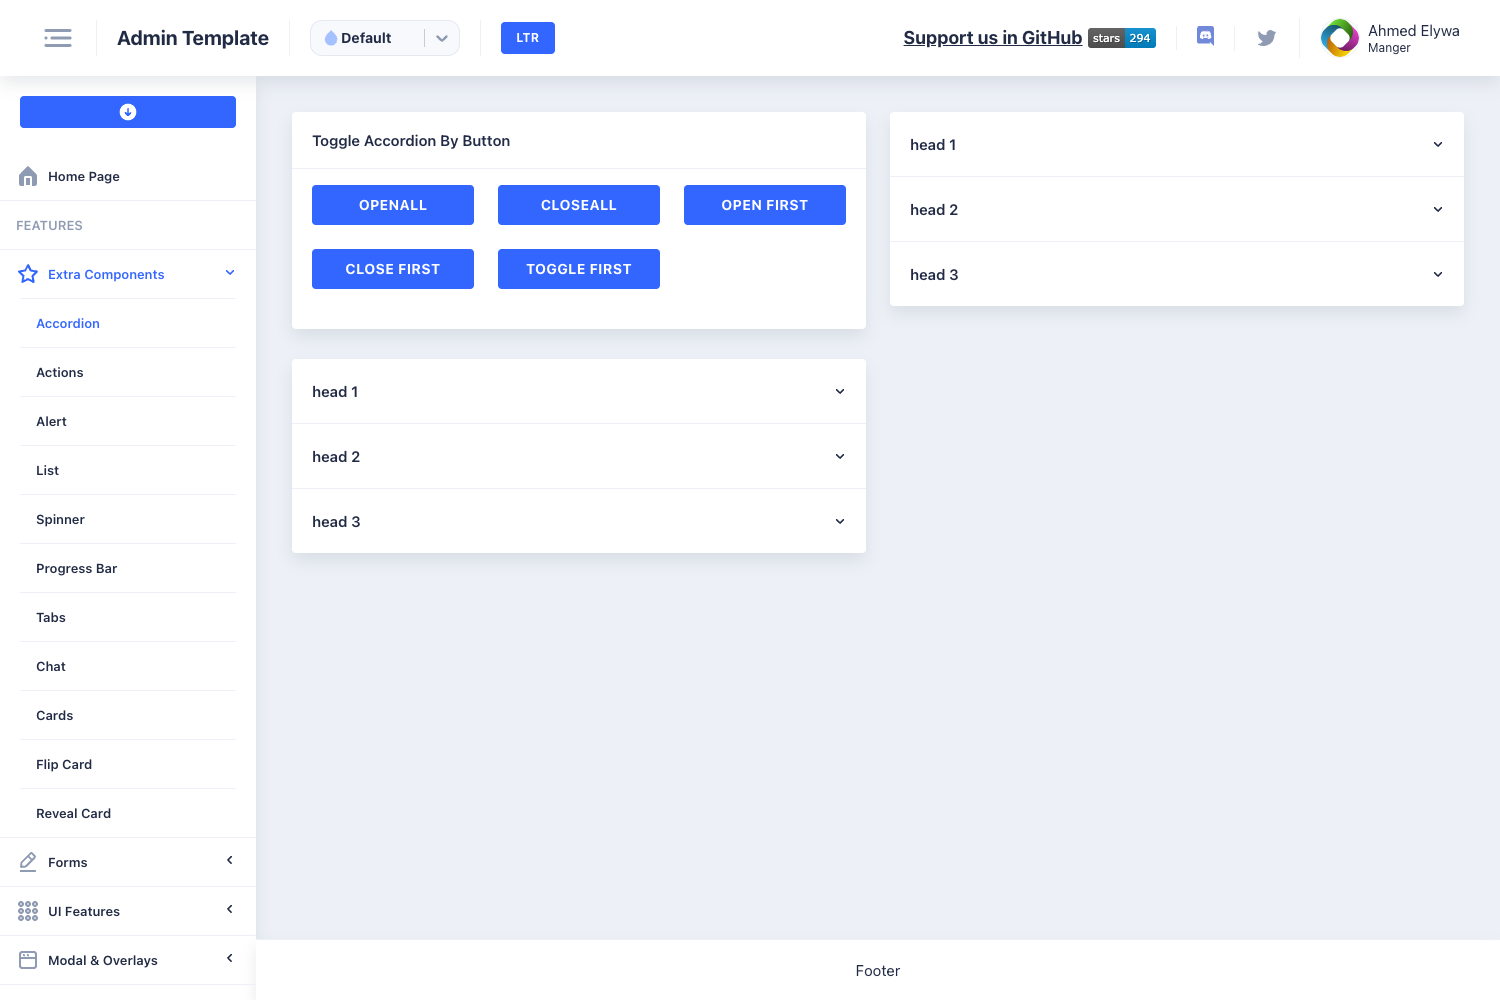 Admin Template
Default
LTR
Support us in GitHub
stars 294
Ahmed Elywa
Manger
Home Page
FEATURES
Extra Components
Accordion
Actions
Alert
List
Spinner
Progress Bar
Tabs
Chat
Cards
Flip Card
Reveal Card
Forms
UI Features
Modal & Overlays
Toggle Accordion By Button
OPENALL
CLOSEALL
OPEN FIRST
CLOSE FIRST
TOGGLE FIRST
head 1
head 2
head 3
head 1
head 2
head 3
Footer